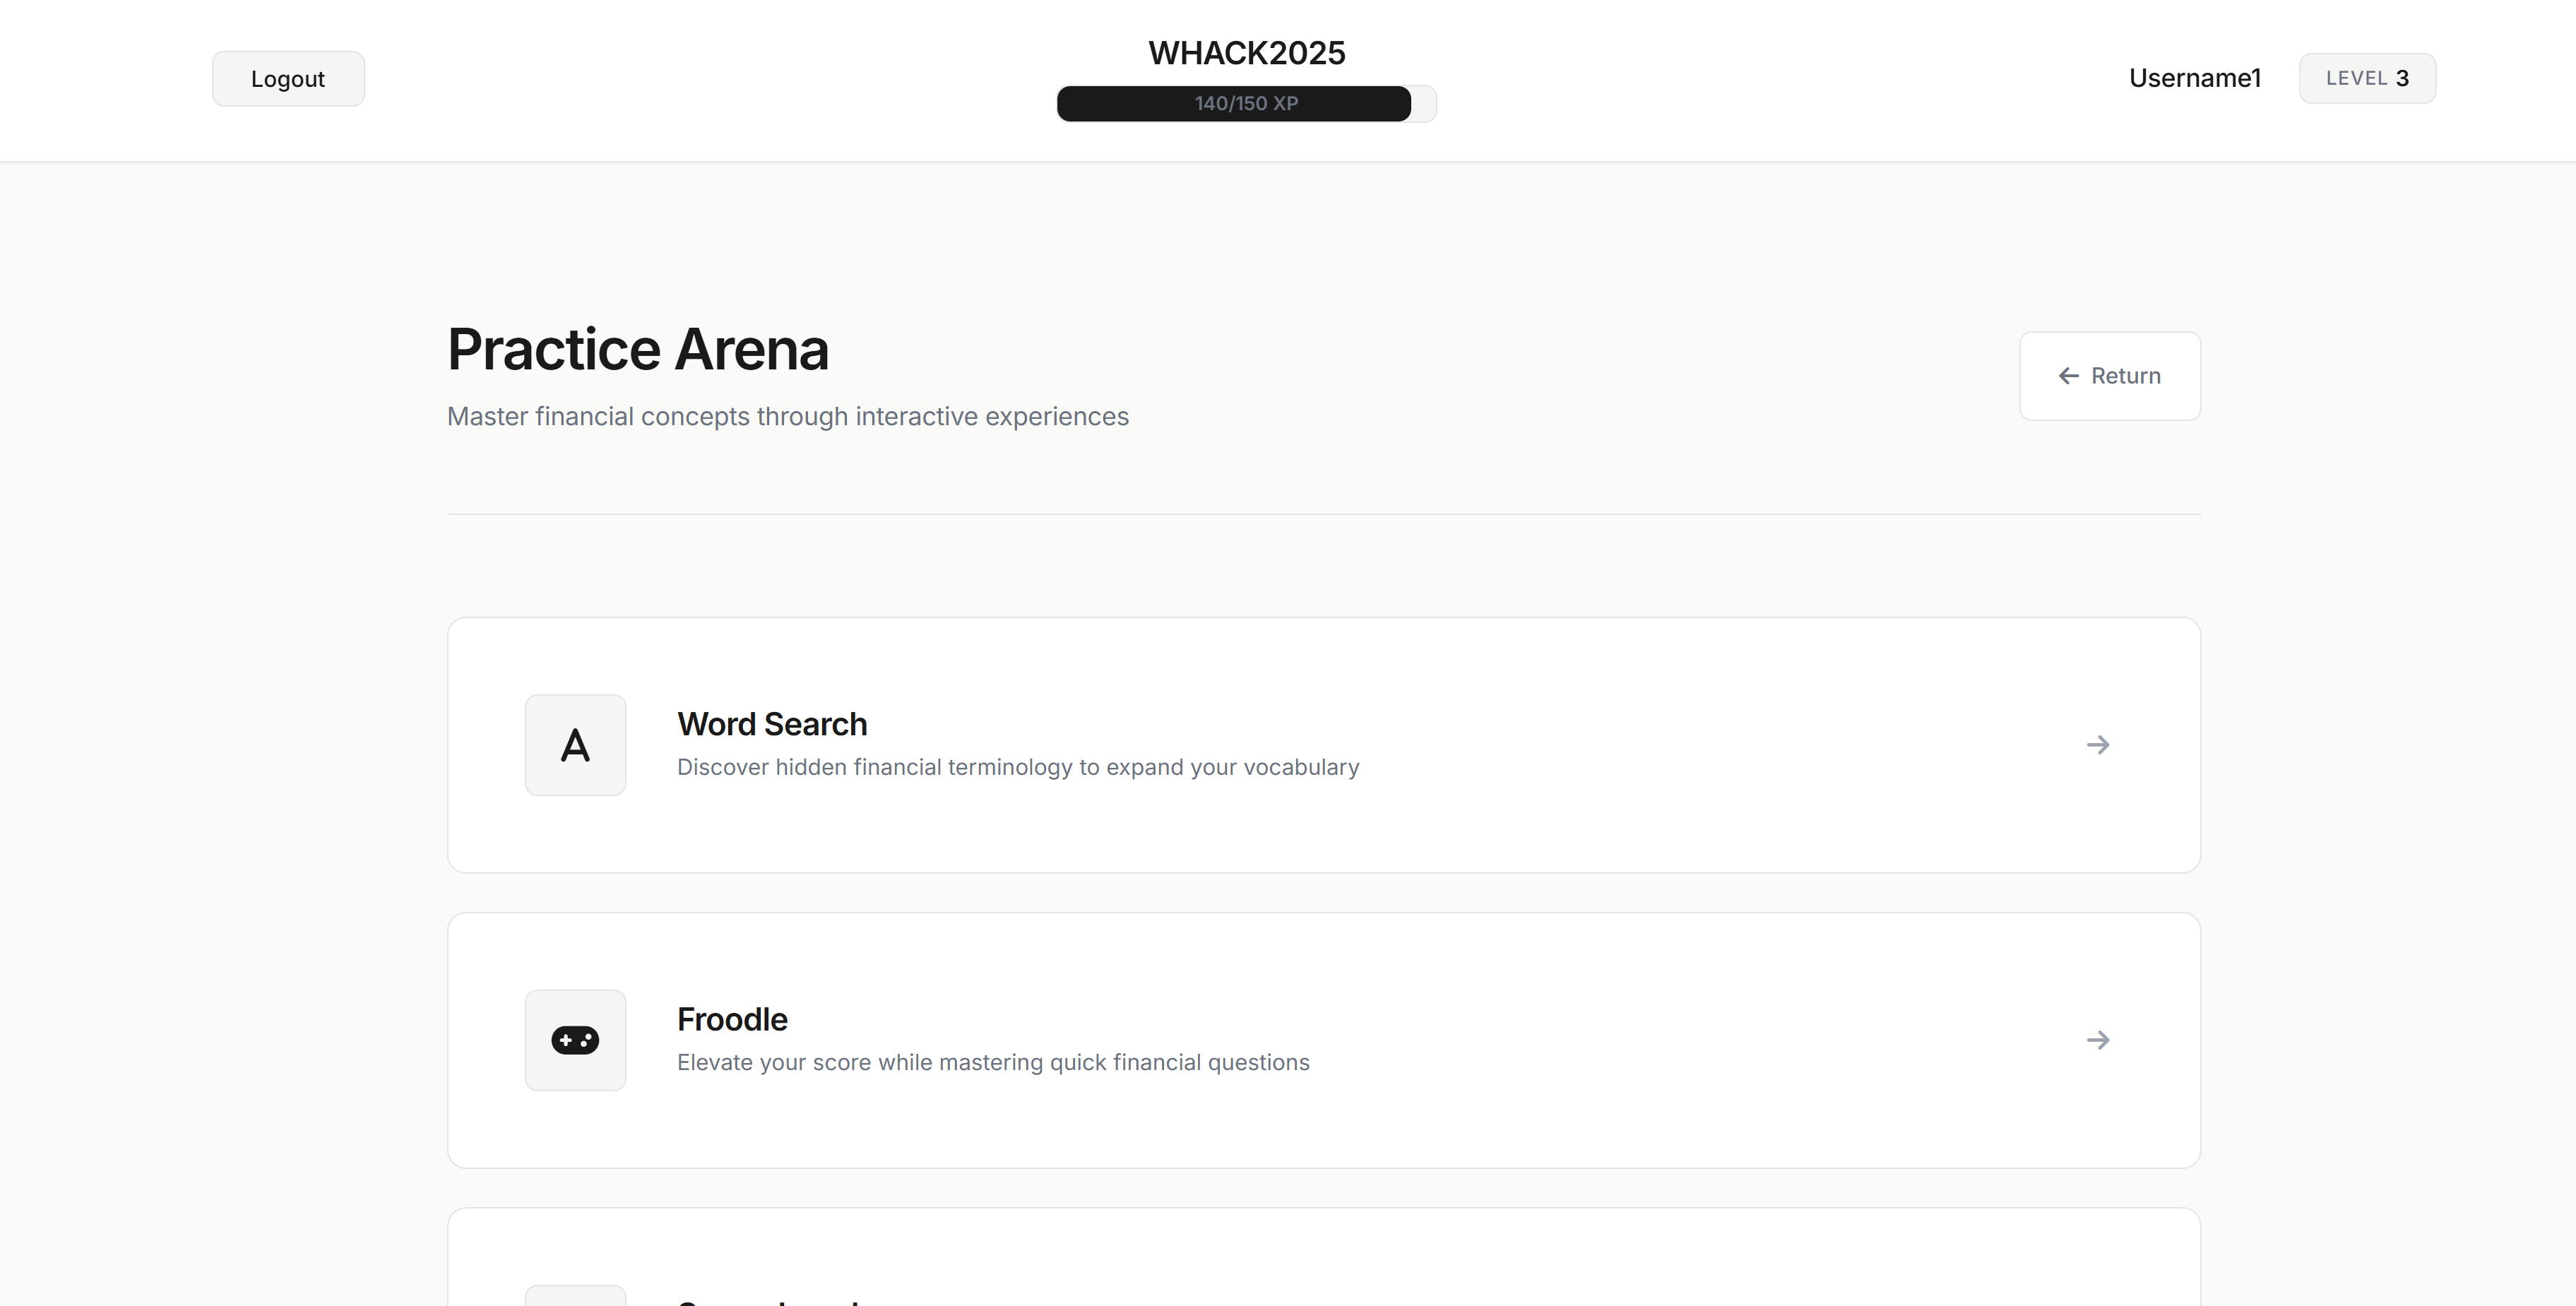 Logout
WHACK2025
140/150 XP
Username1
LEVEL 3
Practice Arena
Master financial concepts through interactive experiences
← Return
A
Word Search
Discover hidden financial terminology to expand your vocabulary
→
Froodle
Elevate your score while mastering quick financial questions
→